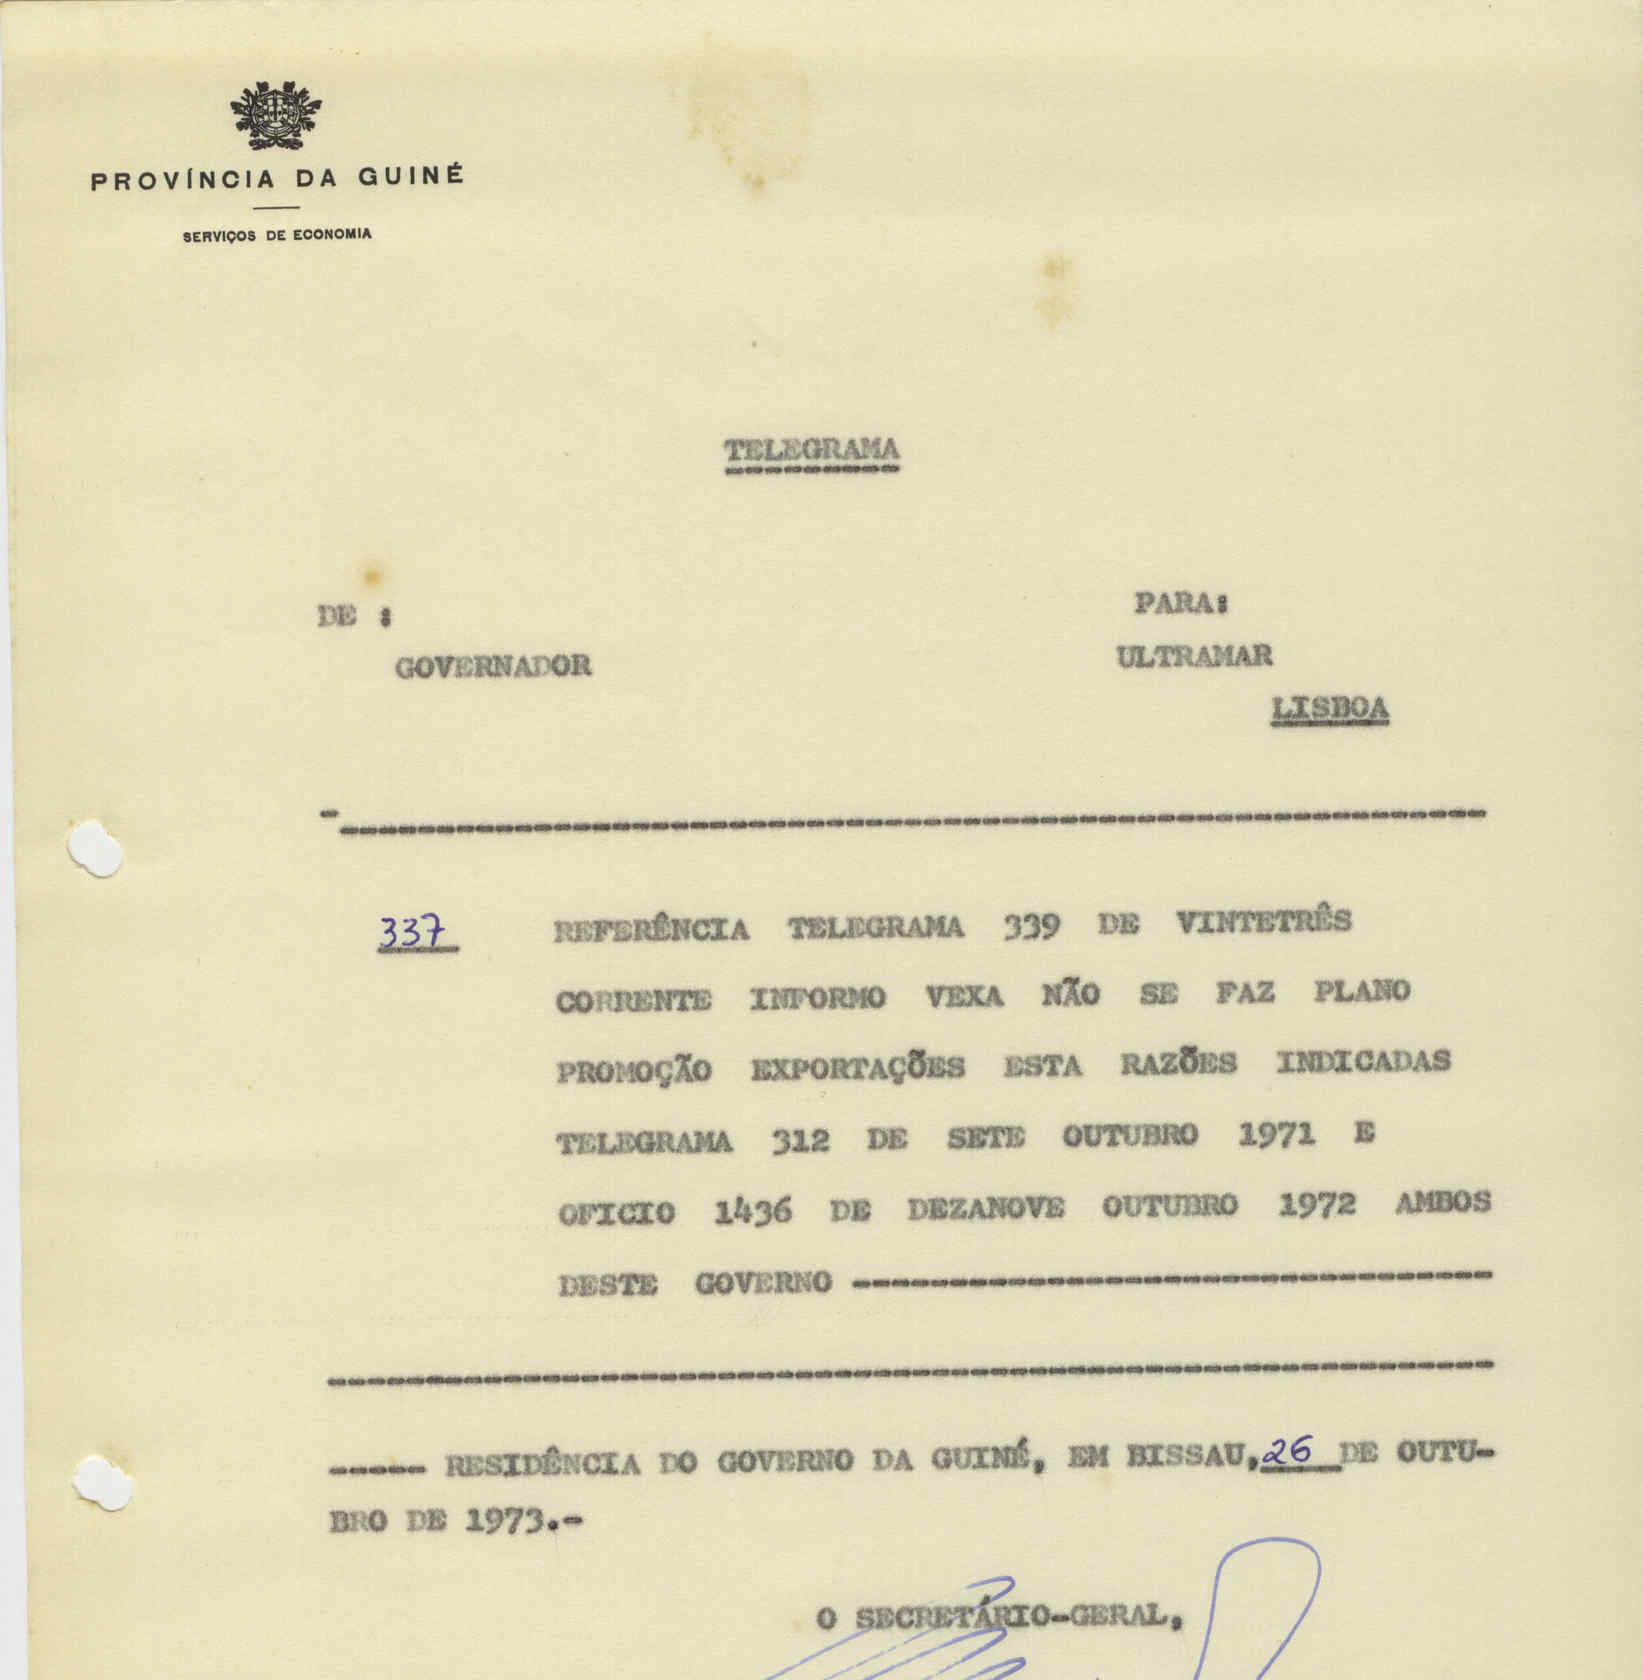 PROVÍNCIA DA GUINÉ
SERVIÇOS DE ECONOMIA
TELEGRAMA
DE :
PARA:
GOVERNADOR
ULTRAMAR
LISBOA
337 REFERÊNCIA TELEGRAMA 339 DE VINTETRÊS
CORRENTE INFORMO VEXA NÃO SE FAZ PLANO
PROMOÇÃO EXPORTAÇÕES ESTA RAZÕES INDICADAS
TELEGRAMA 312 DE SETE OUTUBRO 1971 E
OFICIO 1436 DE DEZANOVE OUTUBRO 1972 AMBOS
DESTE GOVERNO ---------------------------------
----- RESIDÊNCIA DO GOVERNO DA GUINÉ, EM BISSAU, 26 DE OUTU-
BRO DE 1973.-
O SECRETÁRIO-GERAL,